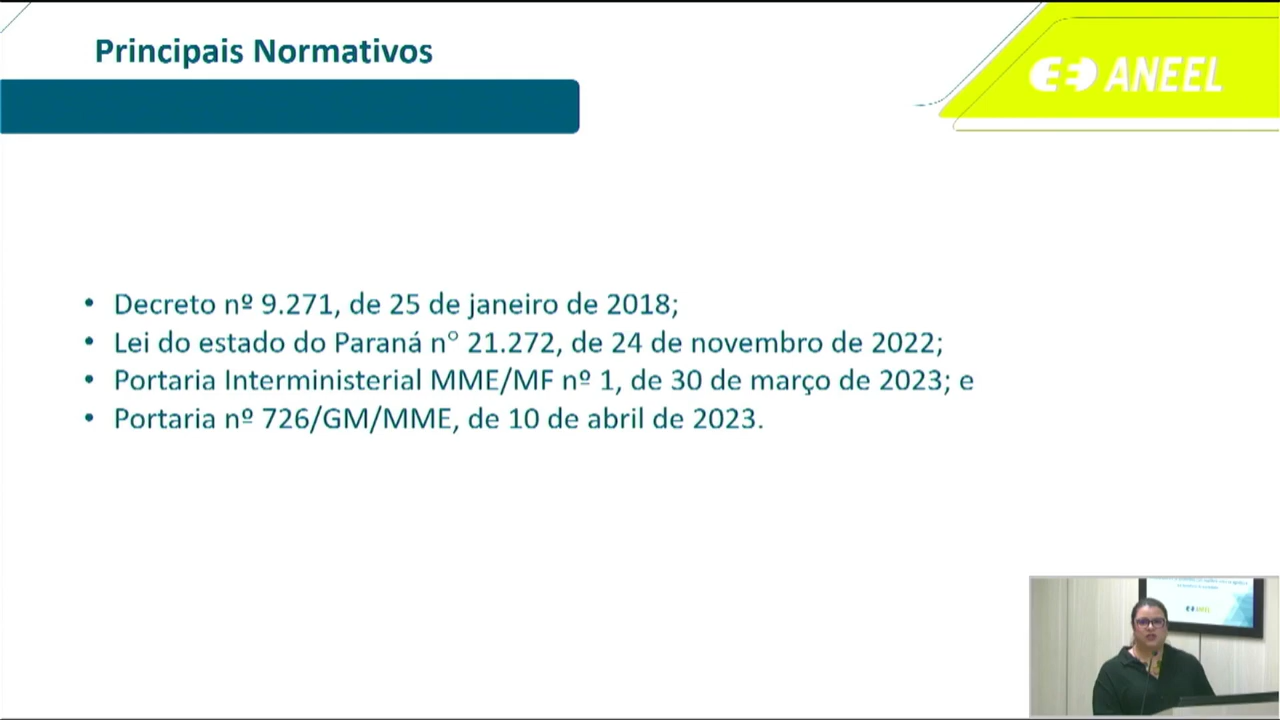 Principais Normativos
ANEEL
• Decreto nº 9.271, de 25 de janeiro de 2018;
• Lei do estado do Paraná n° 21.272, de 24 de novembro de 2022;
• Portaria Interministerial MME/MF nº 1, de 30 de março de 2023; e
• Portaria nº 726/GM/MME, de 10 de abril de 2023.
ANEEL